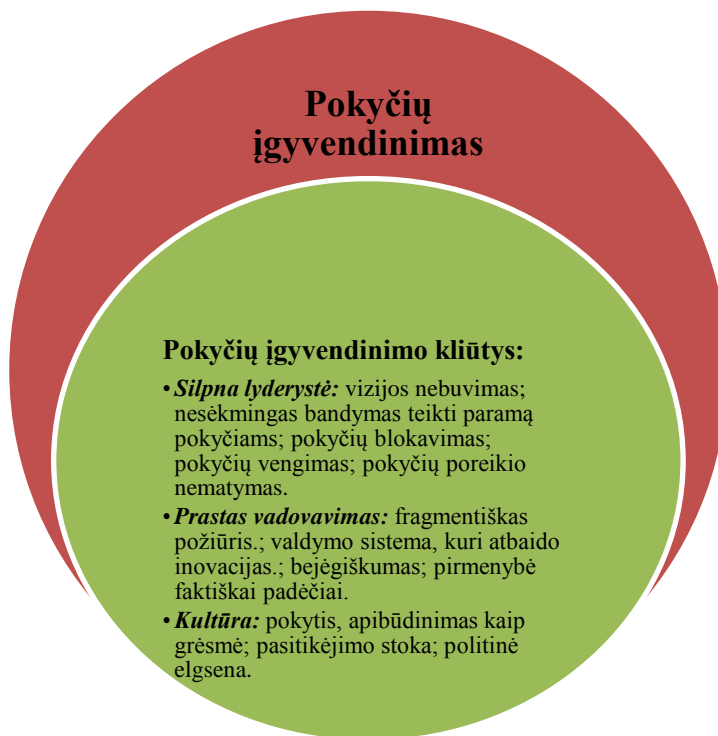 Pokyčių
įgyvendinimas
Pokyčių įgyvendinimo kliūtys:
• Silpna lyderystė: vizijos nebuvimas;
nesėkmingas bandymas teikti paramą
pokyčiams; pokyčių blokavimas;
pokyčių vengimas; pokyčių poreikio
nematymas.
• Prastas vadovavimas: fragmentiškas
požiūris.; valdymo sistema, kuri atbaido
inovacijas.; bejėgiškumas; pirmenybė
faktiškai padėčiai.
• Kultūra: pokytis, apibūdinimas kaip
grėsmė; pasitikėjimo stoka; politinė
elgsena.